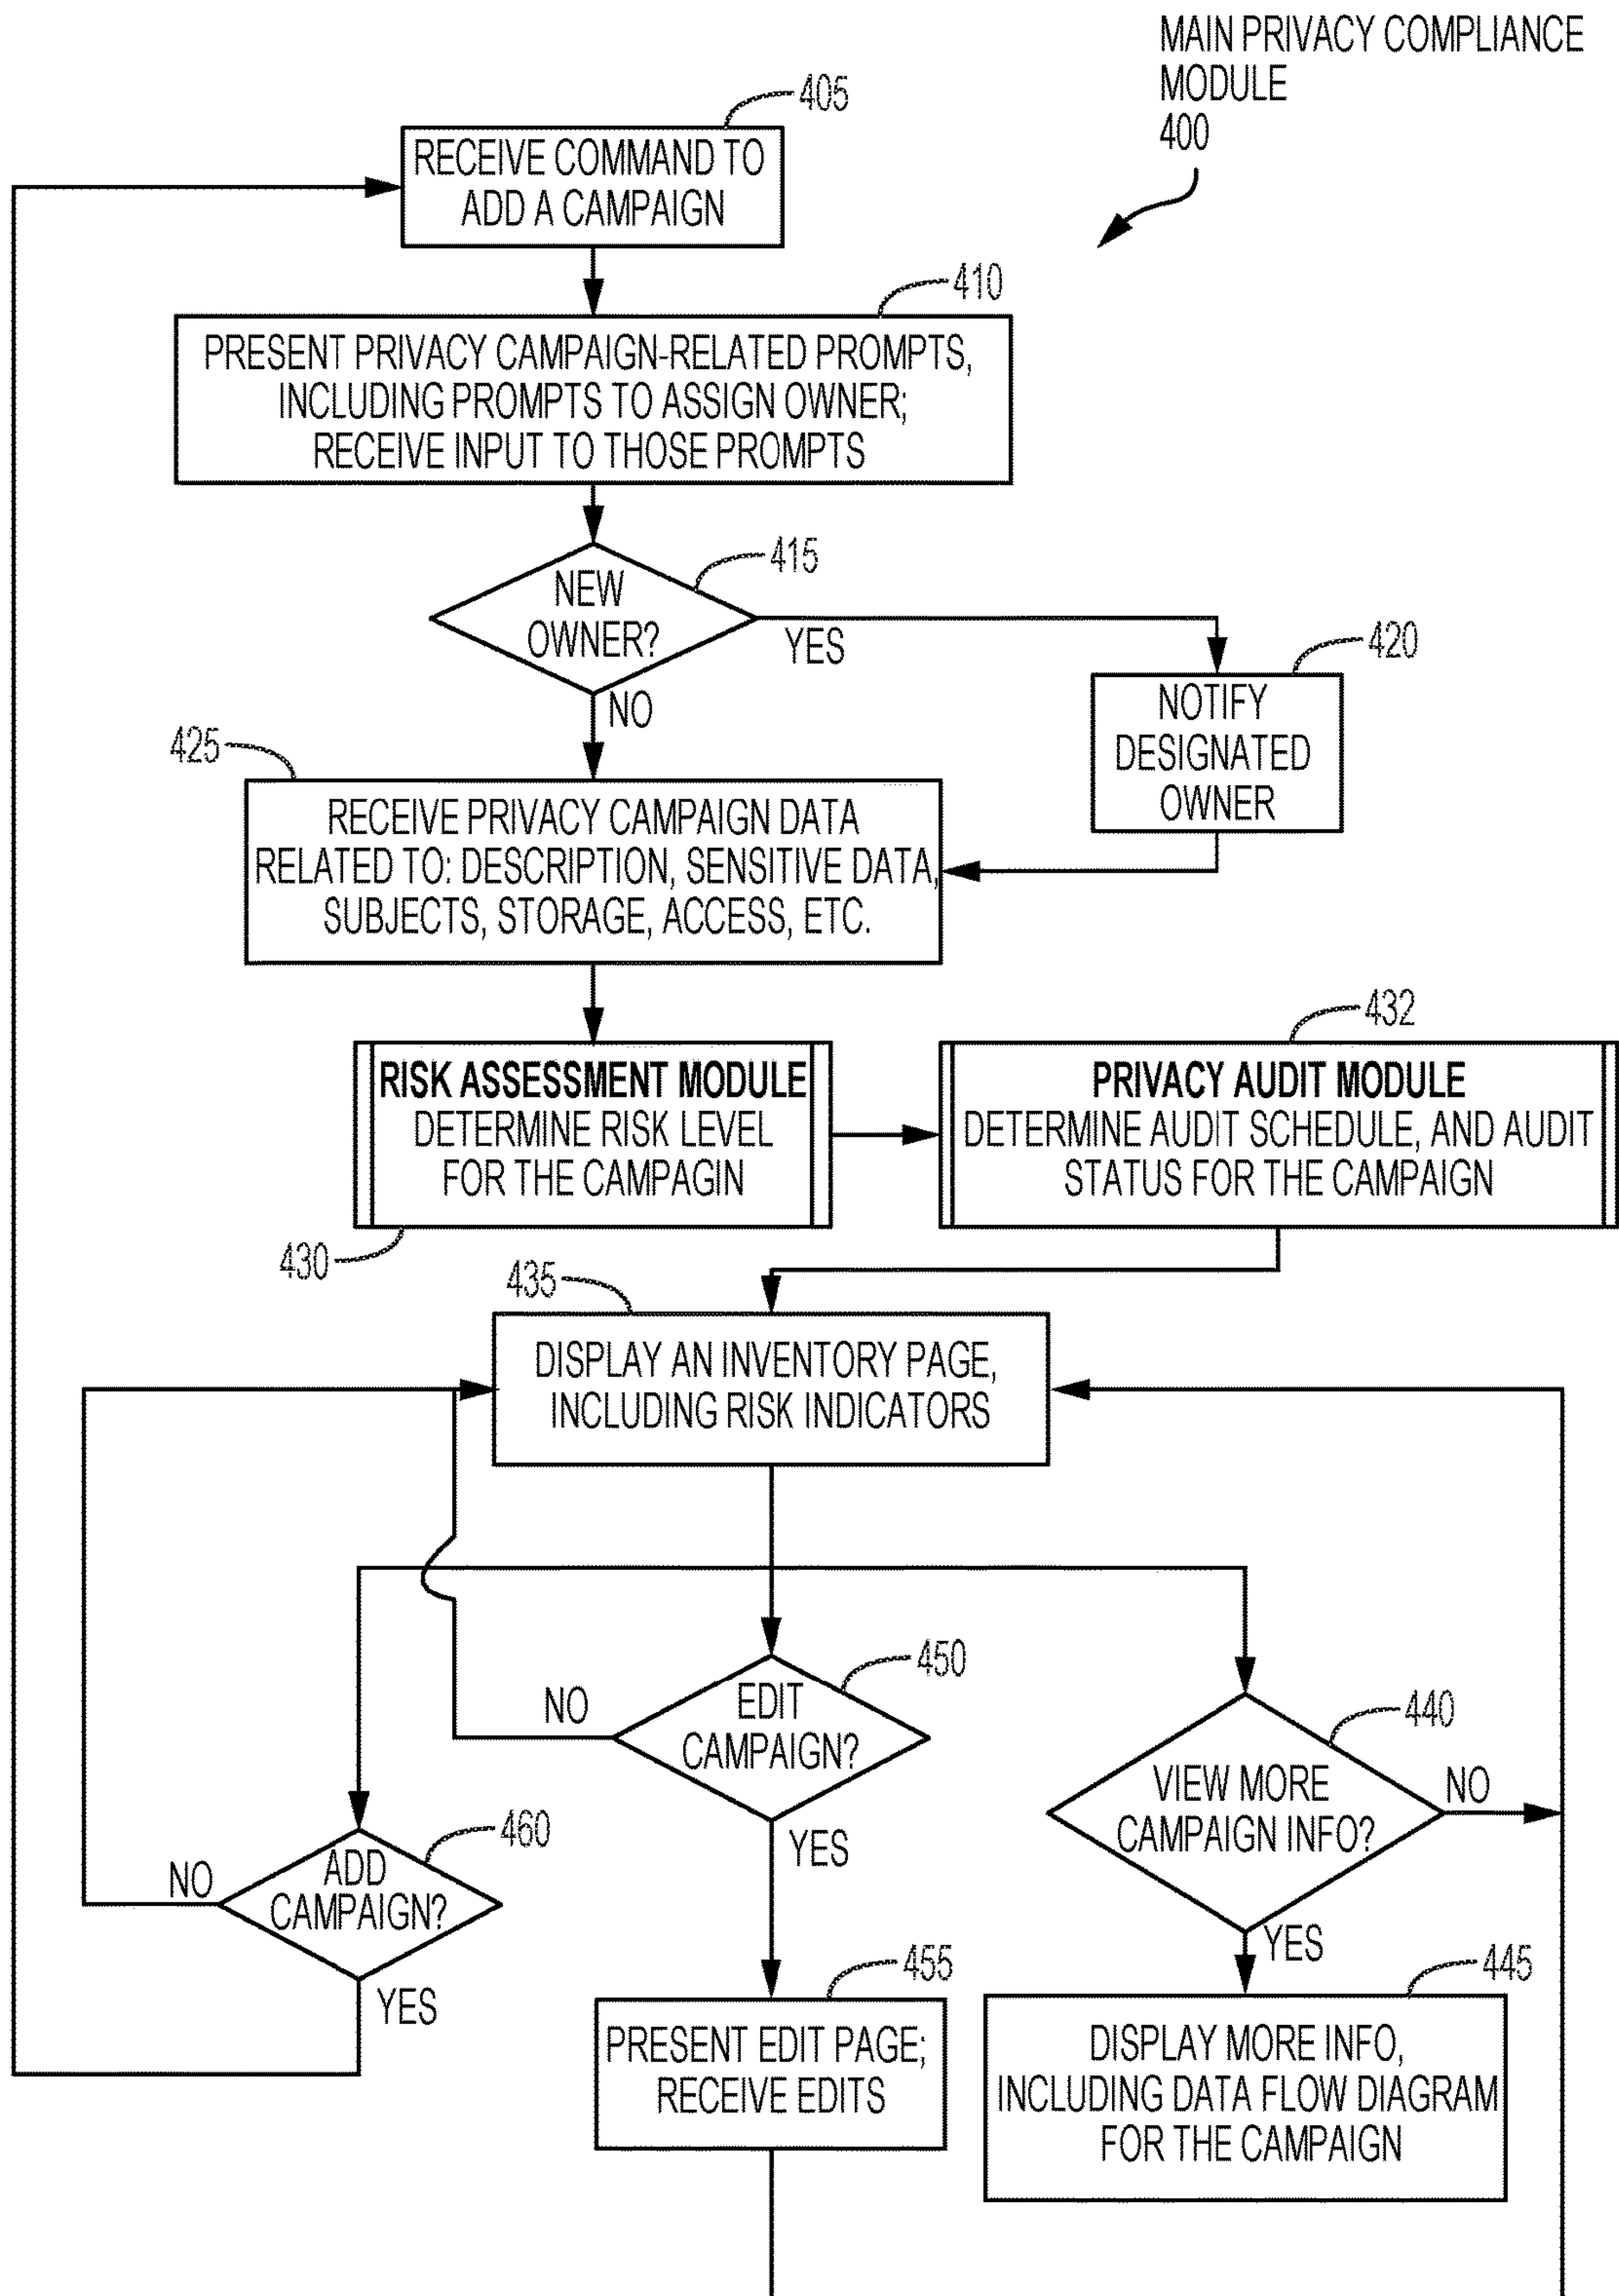 MAIN PRIVACY COMPLIANCE
MODULE
400
405
RECEIVE COMMAND TO
ADD A CAMPAIGN
410
PRESENT PRIVACY CAMPAIGN-RELATED PROMPTS,
INCLUDING PROMPTS TO ASSIGN OWNER;
RECEIVE INPUT TO THOSE PROMPTS
415
NEW
OWNER?
YES
NO
420
NOTIFY
DESIGNATED
OWNER
425
RECEIVE PRIVACY CAMPAIGN DATA
RELATED TO: DESCRIPTION, SENSITIVE DATA,
SUBJECTS, STORAGE, ACCESS, ETC.
RISK ASSESSMENT MODULE
DETERMINE RISK LEVEL
FOR THE CAMPAGIN
430
432
PRIVACY AUDIT MODULE
DETERMINE AUDIT SCHEDULE, AND AUDIT
STATUS FOR THE CAMPAIGN
435
DISPLAY AN INVENTORY PAGE,
INCLUDING RISK INDICATORS
450
EDIT
CAMPAIGN?
NO
YES
440
VIEW MORE
CAMPAIGN INFO?
NO
YES
460
ADD
CAMPAIGN?
NO
YES
455
PRESENT EDIT PAGE;
RECEIVE EDITS
445
DISPLAY MORE INFO,
INCLUDING DATA FLOW DIAGRAM
FOR THE CAMPAIGN